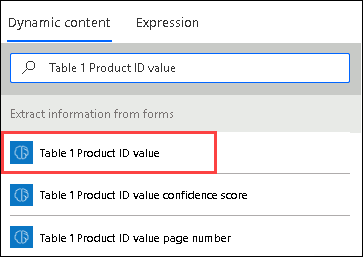 Dynamic content Expression
Table 1 Product ID value
Extract information from forms
Table 1 Product ID value
Table 1 Product ID value confidence score
Table 1 Product ID value page number